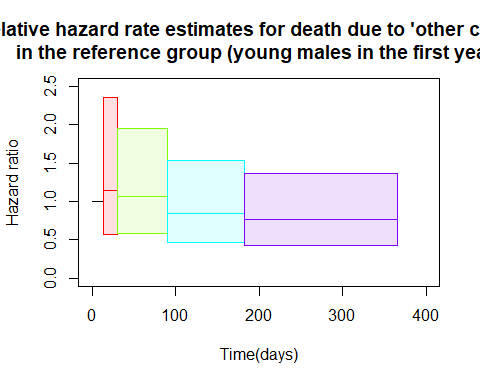 lative hazard rate estimates for death due to 'other c
in the reference group (young males in the first yea
2.5
2.0
1.5
1.0
0.5
0.0
Hazard ratio
0 100 200 300 400
Time(days)